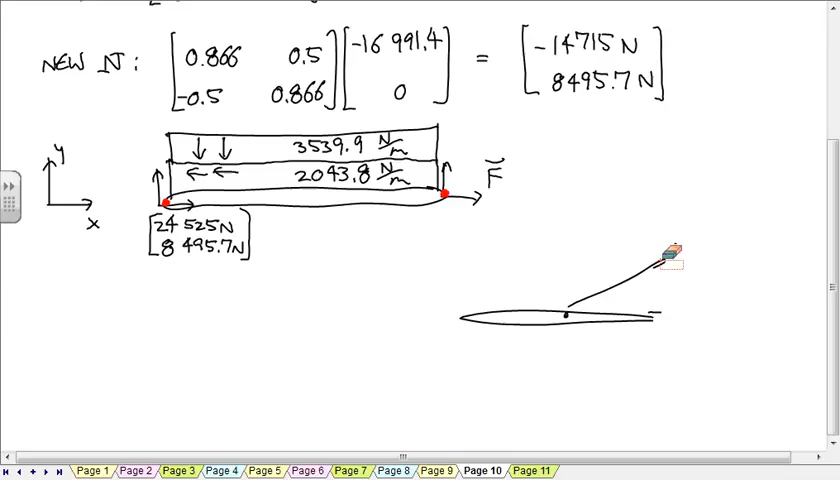 NEW N: [0.866 0.5] [-16 991.4] = [-14715 N]
[-0.5 0.866] [0] [8495.7 N]
3539.9 N/m
y
2043.8 N/m
F
x
[24 525N]
[8 495.7N]
Page 1 Page 2 Page 3 Page 4 Page 5 Page 6 Page 7 Page 8 Page 9 Page 10 Page 11